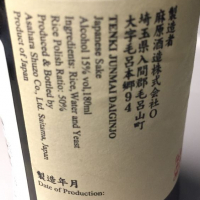 製造者
麻原酒造株式会社O
埼玉県入間郡毛呂山町
大字毛呂本郷94
TENKI JUNMAI DAIGINJO
Japanese Sake
Alcohol 15% vol,180ml
Ingredients: Rice,Water and Yeast
Rice Polish Ratio: 50%
Produced & Bottled by
Asahara Shuzo Co., Ltd. Saitama, Japan
Product of Japan
製造年月
Date of Production: